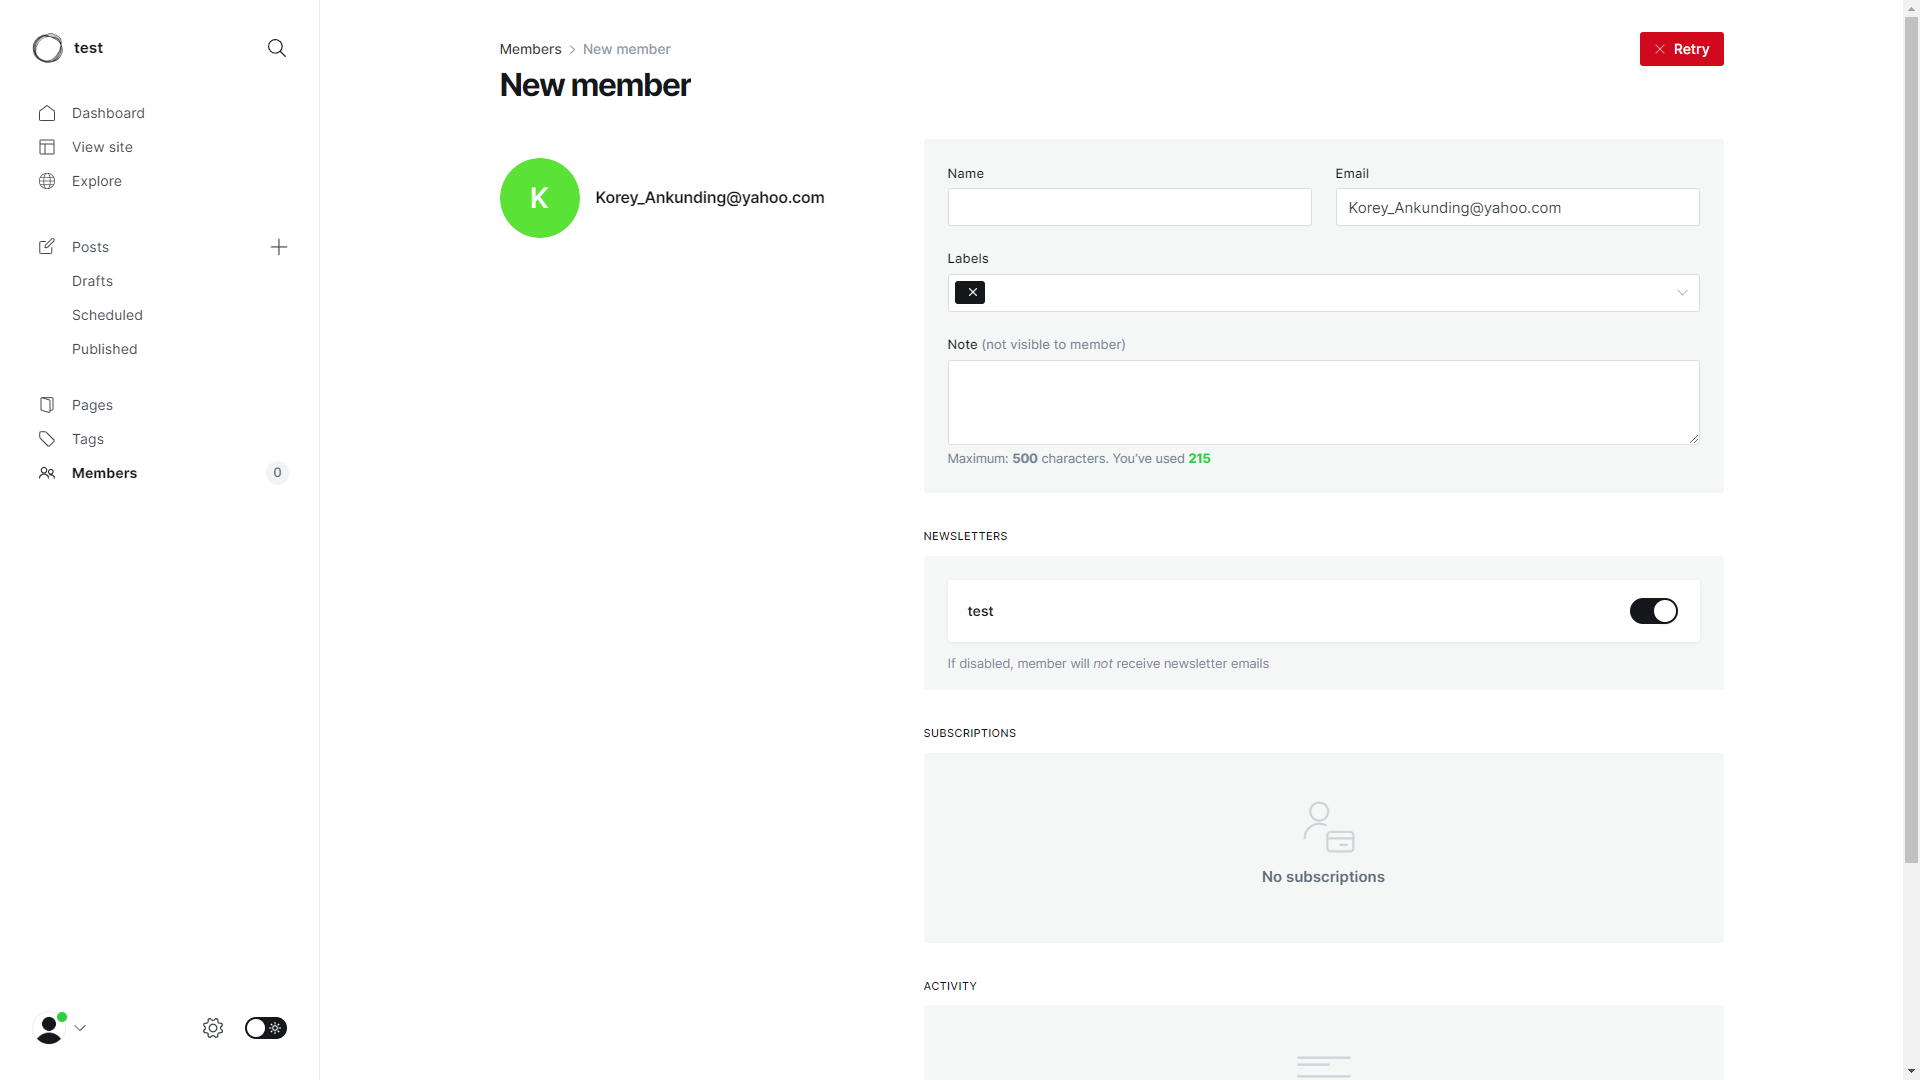 test
Dashboard
View site
Explore
Posts
Drafts
Scheduled
Published
Pages
Tags
Members
0
Members
New member
New member
Retry
K
Korey_Ankunding@yahoo.com
Name
Email
Korey_Ankunding@yahoo.com
Labels
Note (not visible to member)
Maximum: 500 characters. You've used 215
NEWSLETTERS
test
If disabled, member will not receive newsletter emails
SUBSCRIPTIONS
No subscriptions
ACTIVITY